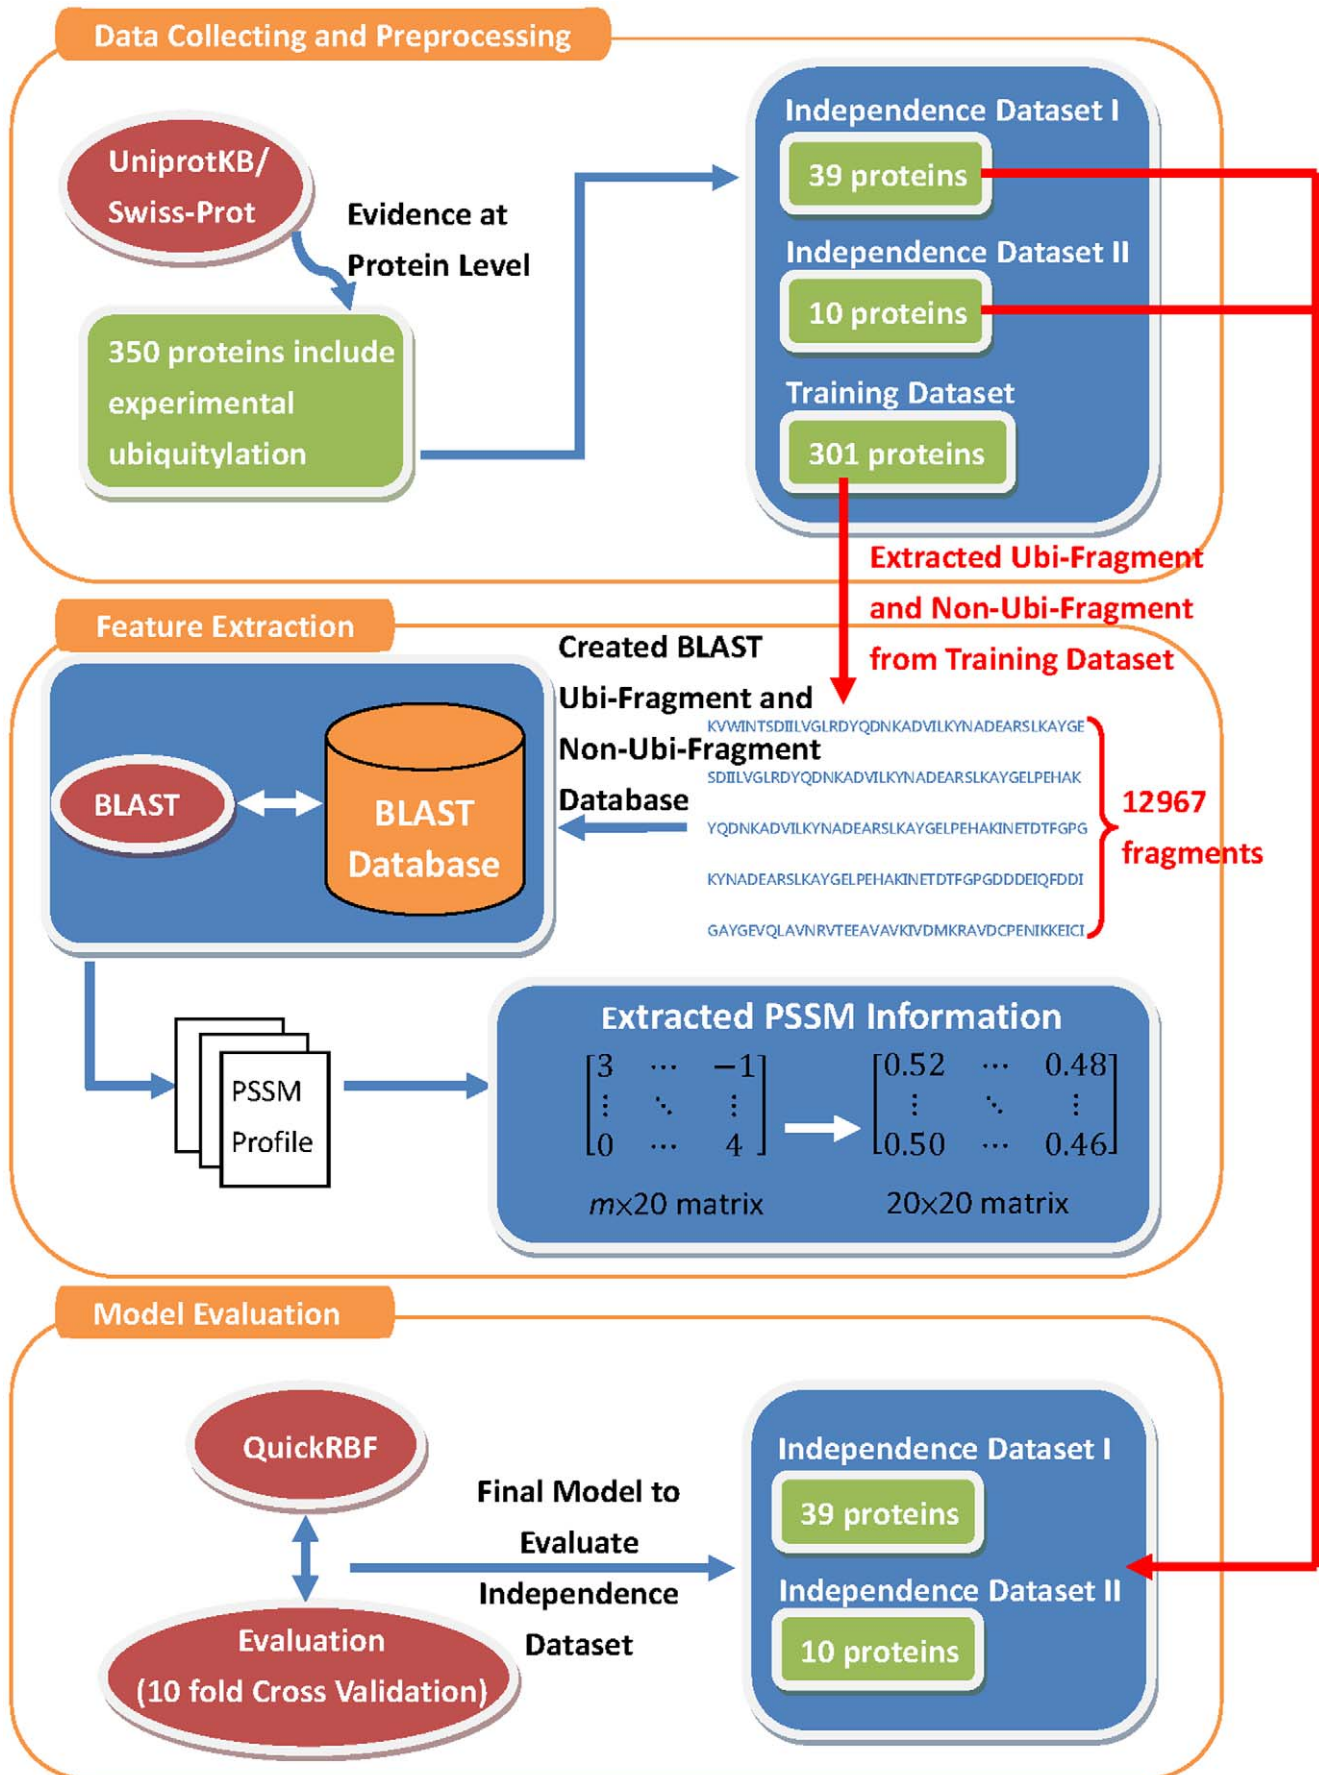 Data Collecting and Preprocessing
UniprotKB/
Swiss-Prot
Evidence at
Protein Level
350 proteins include
experimental
ubiquitylation
Independence Dataset I
39 proteins
Independence Dataset II
10 proteins
Training Dataset
301 proteins
Extracted Ubi-Fragment
and Non-Ubi-Fragment
from Training Dataset
Feature Extraction
Created BLAST
Ubi-Fragment and
Non-Ubi-Fragment
Database
BLAST
BLAST
Database
KVWINTSDIILVGLRDYQDNKADVILKYNADEARSLKAYGE
SDIILVGLRDYQDNKADVILKYNADEARSLKAYGELPEHAK
YQDNKADVILKYNADEARSLKAYGELPEHAKINETDTFGPG
KYNADEARSLKAYGELPEHAKINETDTFGPGDDDEIQFDDI
GAYGEVQLAVNRVTEEAVAVKIVDMKRAVDCPENIKKEICI
12967
fragments
PSSM
Profile
Extracted PSSM Information
3 ⋯ −1
⋮ ⋱ ⋮
0 ⋯ 4
m×20 matrix
0.52 ⋯ 0.48
⋮ ⋱ ⋮
0.50 ⋯ 0.46
20×20 matrix
Model Evaluation
QuickRBF
Evaluation
(10 fold Cross Validation)
Final Model to
Evaluate
Independence
Dataset
Independence Dataset I
39 proteins
Independence Dataset II
10 proteins